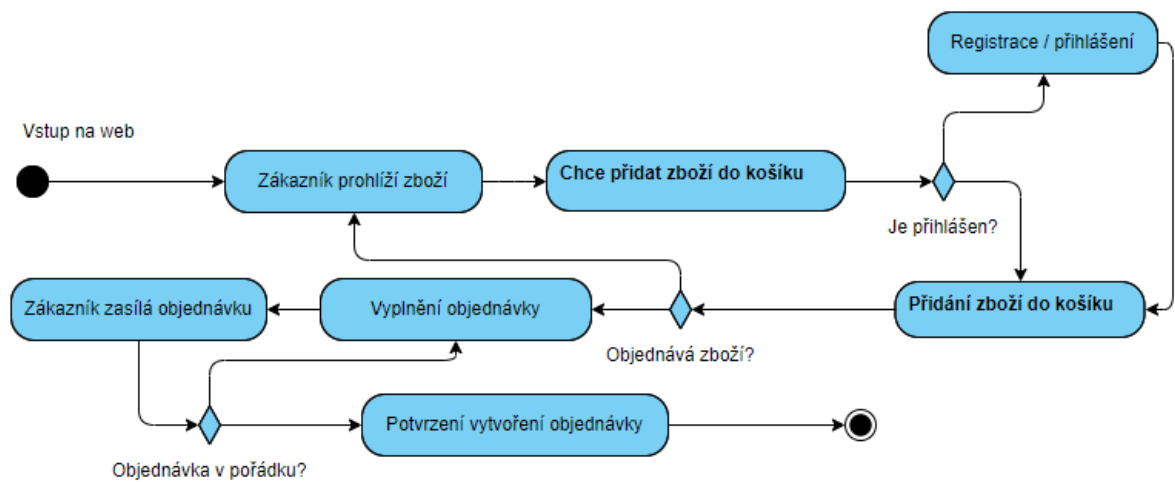 Registrace / přihlášení
Vstup na web
Zákazník prohlíží zboží
Chce přidat zboží do košíku
Je přihlášen?
Zákazník zasílá objednávku
Vyplnění objednávky
Přidání zboží do košíku
Objednává zboží?
Potvrzení vytvoření objednávky
Objednávka v pořádku?